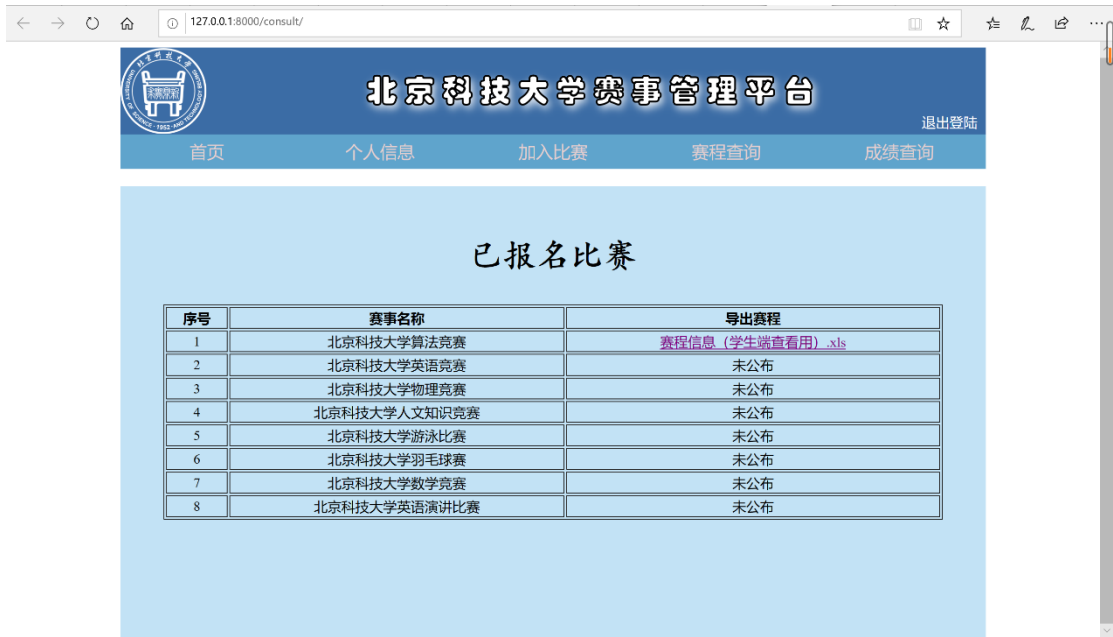 127.0.0.1:8000/consult/
北京科技大学赛事管理平台
退出登陆
首页 个人信息 加入比赛 赛程查询 成绩查询
已报名比赛
序号 赛事名称 导出赛程
1 北京科技大学算法竞赛 赛程信息（学生端查看用）.xls
2 北京科技大学英语竞赛 未公布
3 北京科技大学物理竞赛 未公布
4 北京科技大学人文知识竞赛 未公布
5 北京科技大学游泳比赛 未公布
6 北京科技大学羽毛球赛 未公布
7 北京科技大学数学竞赛 未公布
8 北京科技大学英语演讲比赛 未公布